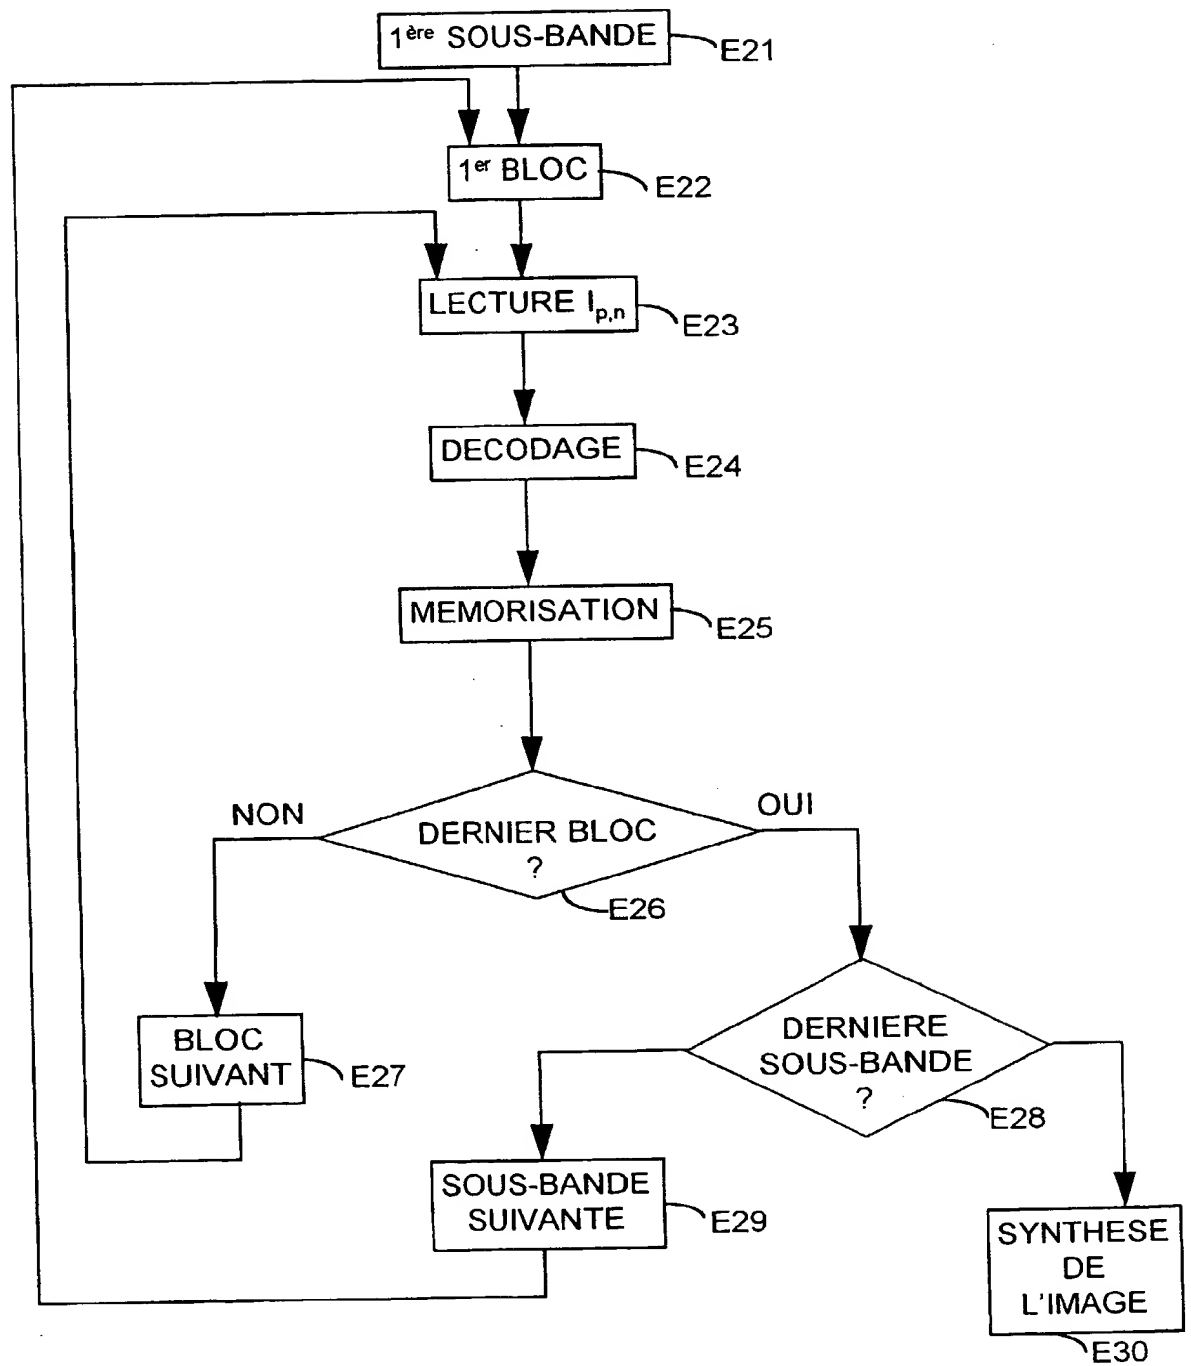 1ère SOUS-BANDE
E21
1er BLOC
E22
LECTURE Ip,n
E23
DECODAGE
E24
MEMORISATION
E25
NON
OUI
DERNIER BLOC
?
E26
BLOC
SUIVANT
E27
DERNIERE
SOUS-BANDE
?
E28
SOUS-BANDE
SUIVANTE
E29
SYNTHESE
DE
L'IMAGE
E30